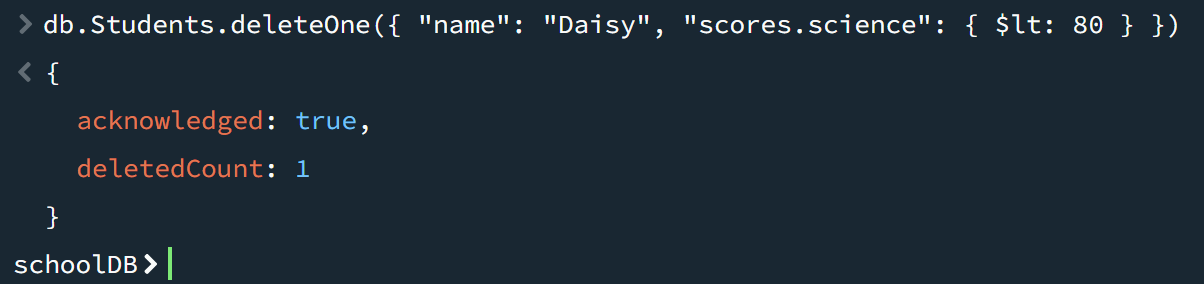 > db.Students.deleteOne({ "name": "Daisy", "scores.science": { $lt: 80 } })
< {
acknowledged: true,
deletedCount: 1
}
schoolDB>